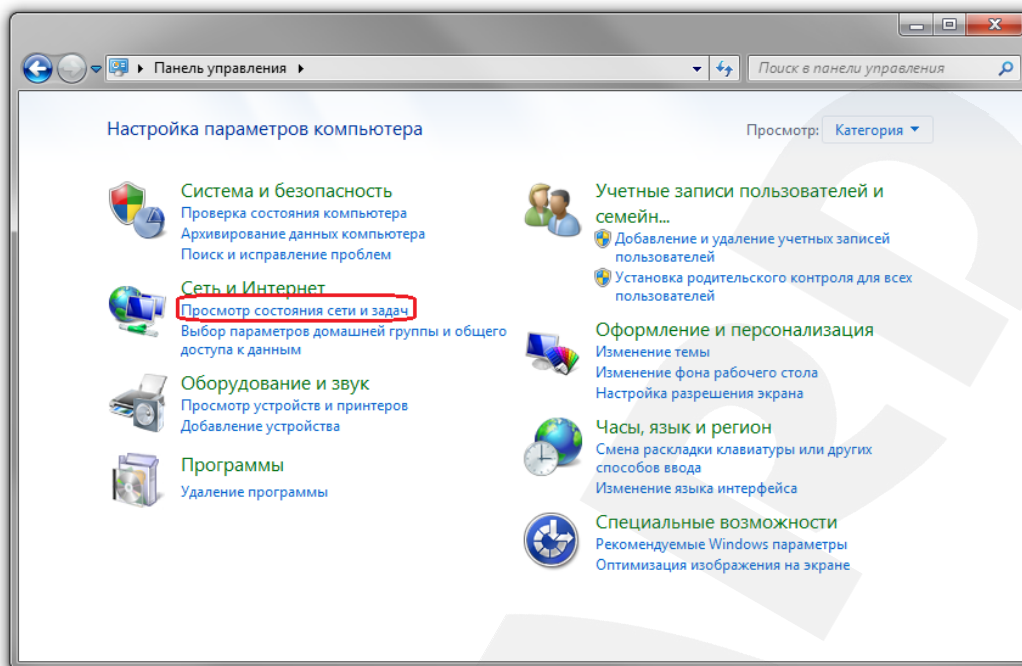 Панель управления
Поиск в панели управления
Настройка параметров компьютера
Просмотр: Категория
Система и безопасность
Проверка состояния компьютера
Архивирование данных компьютера
Поиск и исправление проблем
Сеть и Интернет
Просмотр состояния сети и задач
Выбор параметров домашней группы и общего
доступа к данным
Оборудование и звук
Просмотр устройств и принтеров
Добавление устройства
Программы
Удаление программы
Учетные записи пользователей и
семейн...
Добавление и удаление учетных записей
пользователей
Установка родительского контроля для всех
пользователей
Оформление и персонализация
Изменение темы
Изменение фона рабочего стола
Настройка разрешения экрана
Часы, язык и регион
Смена раскладки клавиатуры или других
способов ввода
Изменение языка интерфейса
Специальные возможности
Рекомендуемые Windows параметры
Оптимизация изображения на экране